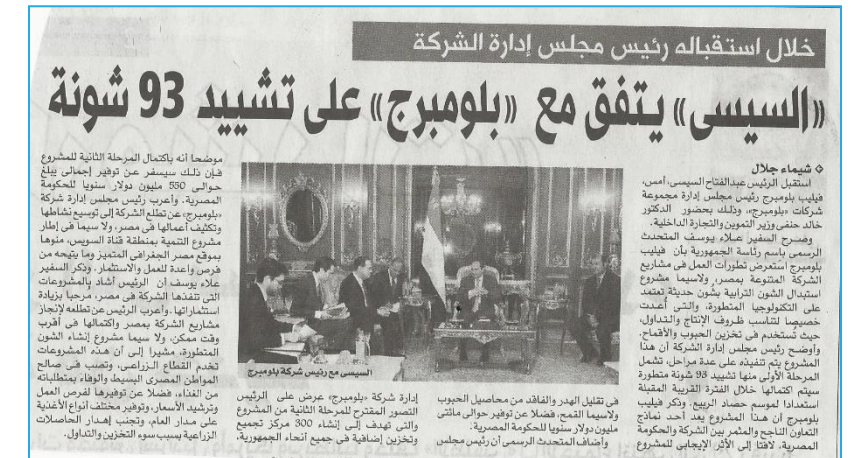 خلال استقباله رئيس مجلس إدارة الشركة
«السيسى» يتفق مع «بلومبرج» على تشييد 93 شونة
◊ شيماء جلال
استقبل الرئيس عبدالفتاح السيسى، أمس،
فيليب بلومبرج رئيس مجلس إدارة مجموعة
شركات «بلومبرج»، وذلك بحضور الدكتور
خالد حنفى وزير التموين والتجارة الداخلية.
وصرح السفير علاء يوسف المتحدث
الرسمى باسم رئاسة الجمهورية بأن فيليب
بلومبرج استعرض تطورات العمل فى مشاريع
الشركة المتنوعة بمصر، ولاسيما مشروع
استبدال الشون الترابية بشون حديثة تعتمد
على التكنولوجيا المتطورة، والتى أُعدت
خصيصا لتناسب ظروف الإنتاج والتداول،
حيث تُستخدم فى تخزين الحبوب والأقماح.
وأوضح رئيس مجلس إدارة الشركة أن هذا
المشروع يتم تنفيذه على عدة مراحل، تشمل
المرحلة الأولى منها تشييد 93 شونة متطورة
سيتم اكتمالها خلال الفترة القريبة المقبلة
استعدادا لموسم حصاد الربيع. وذكر فيليب
بلومبرج أن هذا المشروع يعد أحد نماذج
التعاون الناجح والمثمر بين الشركة والحكومة
المصرية. لافتا إلى الأثر الإيجابى للمشروع
السيسى مع رئيس شركة بلومبرج
فى تقليل الهدر والفاقد من محاصيل الحبوب
ولاسيما القمح، فضلا عن توفير حوالى مائتى
مليون دولار سنويا للحكومة المصرية.
وأضاف المتحدث الرسمى أن رئيس مجلس
إدارة شركة «بلومبرج، عرض على الرئيس
التصور المقترح للمرحلة الثانية من المشروع
والتى تهدف إلى إنشاء 300 مركز تجميع
وتخزين إضافية فى جميع أنحاء الجمهورية،
موضحا أنه باكتمال المرحلة الثانية للمشروع
فإن ذلك سيسفر عن توفير إجمالى يبلغ
حوالى 550 مليون دولار سنويا للحكومة
المصرية. وأعرب رئيس مجلس إدارة شركة
«بلومبرج» عن تطلع الشركة إلى توسيع نشاطها
وتكثيف أعمالها فى مصر، ولا سيما فى إطار
مشروع التنمية بمنطقة قناة السويس، منوها
بموقع مصر الجغرافى المتميز وما يتيحه من
فرص واعدة للعمل والاستثمار. وذكر السفير
علاء يوسف أن الرئيس أشاد بالمشروعات
التى تنفذها الشركة فى مصر، مرحبا بزيادة
استثماراتها. وأعرب الرئيس عن تطلعه لإنجاز
مشاريع الشركة بمصر واكتمالها فى أقرب
وقت ممكن، ولا سيما مشروع إنشاء الشون
المتطورة، مشيرا إلى أن هذه المشروعات
تخدم القطاع الزراعى، وتصب فى صالح
المواطن المصرى البسيط والوفاء بمتطلباته
من الغذاء، فضلا عن توفيرها لفرص العمل
وترشيد الأسعار، وتوفير مختلف أنواع الأغذية
على مدار العام، وتجنب إهدار الحاصلات
الزراعية بسبب سوء التخزين والتداول.